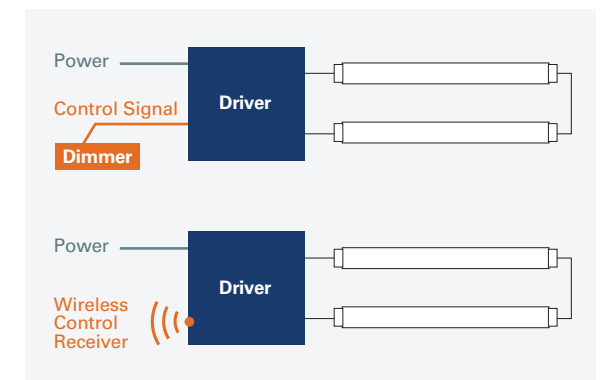 Power
Control Signal
Driver
Dimmer
Power
Driver
Wireless
Control
Receiver